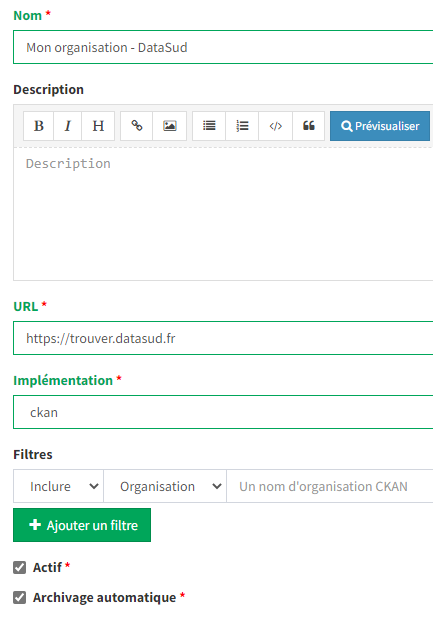 Nom *
Mon organisation - DataSud
Description
B I H Prévisualiser
Description
URL *
https://trouver.datasud.fr
Implémentation *
ckan
Filtres
Inclure Organisation Un nom d'organisation CKAN
Ajouter un filtre
Actif *
Archivage automatique *